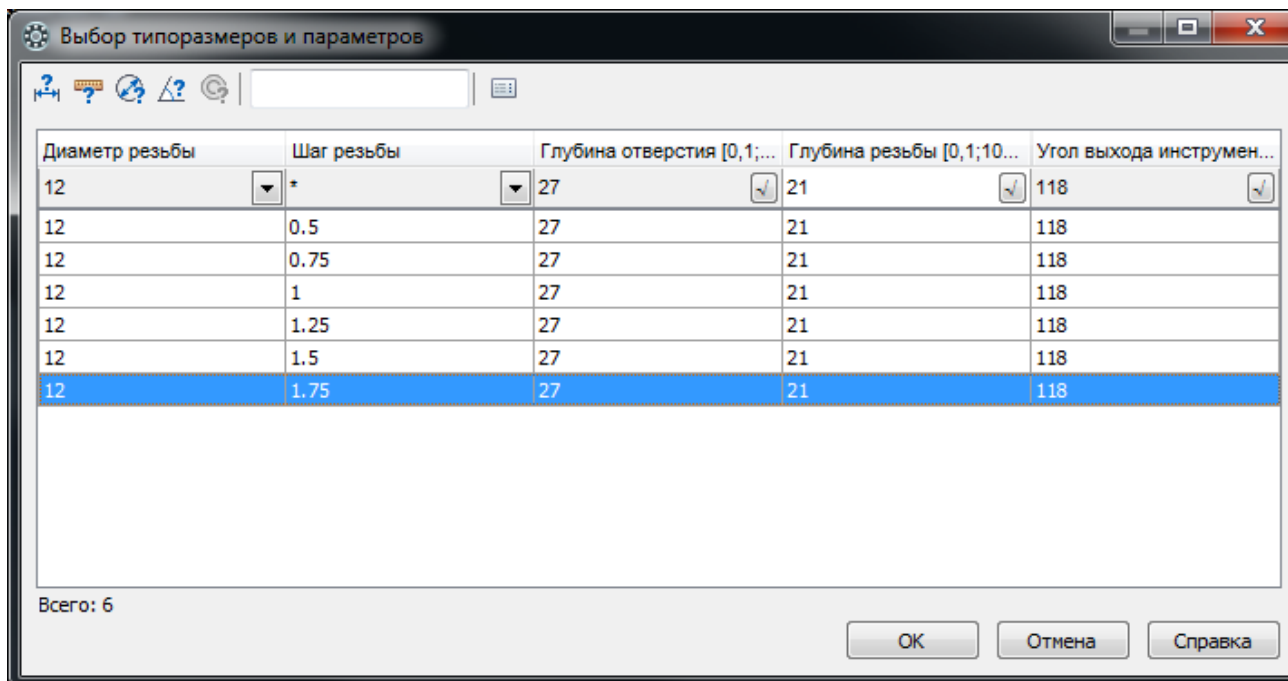 Выбор типоразмеров и параметров
Диаметр резьбы Шаг резьбы Глубина отверстия [0,1;... Глубина резьбы [0,1;10... Угол выхода инструмен...
12 * 27 21 118
12 0.5 27 21 118
12 0.75 27 21 118
12 1 27 21 118
12 1.25 27 21 118
12 1.5 27 21 118
12 1.75 27 21 118
Всего: 6
OK Отмена Справка